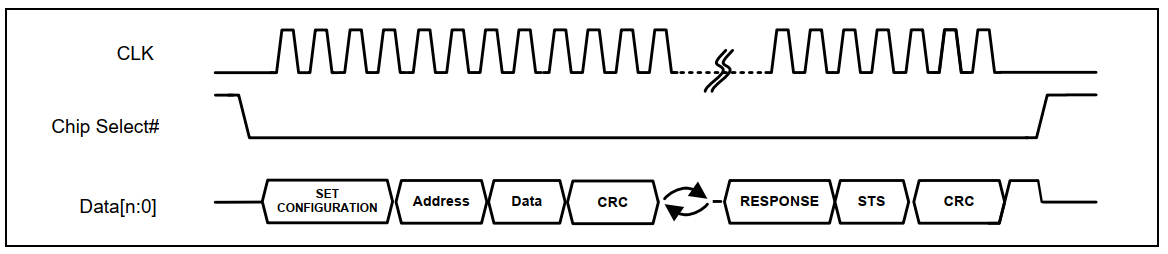 CLK
Chip Select#
Data[n:0]
SET
CONFIGURATION
Address
Data
CRC
RESPONSE
STS
CRC